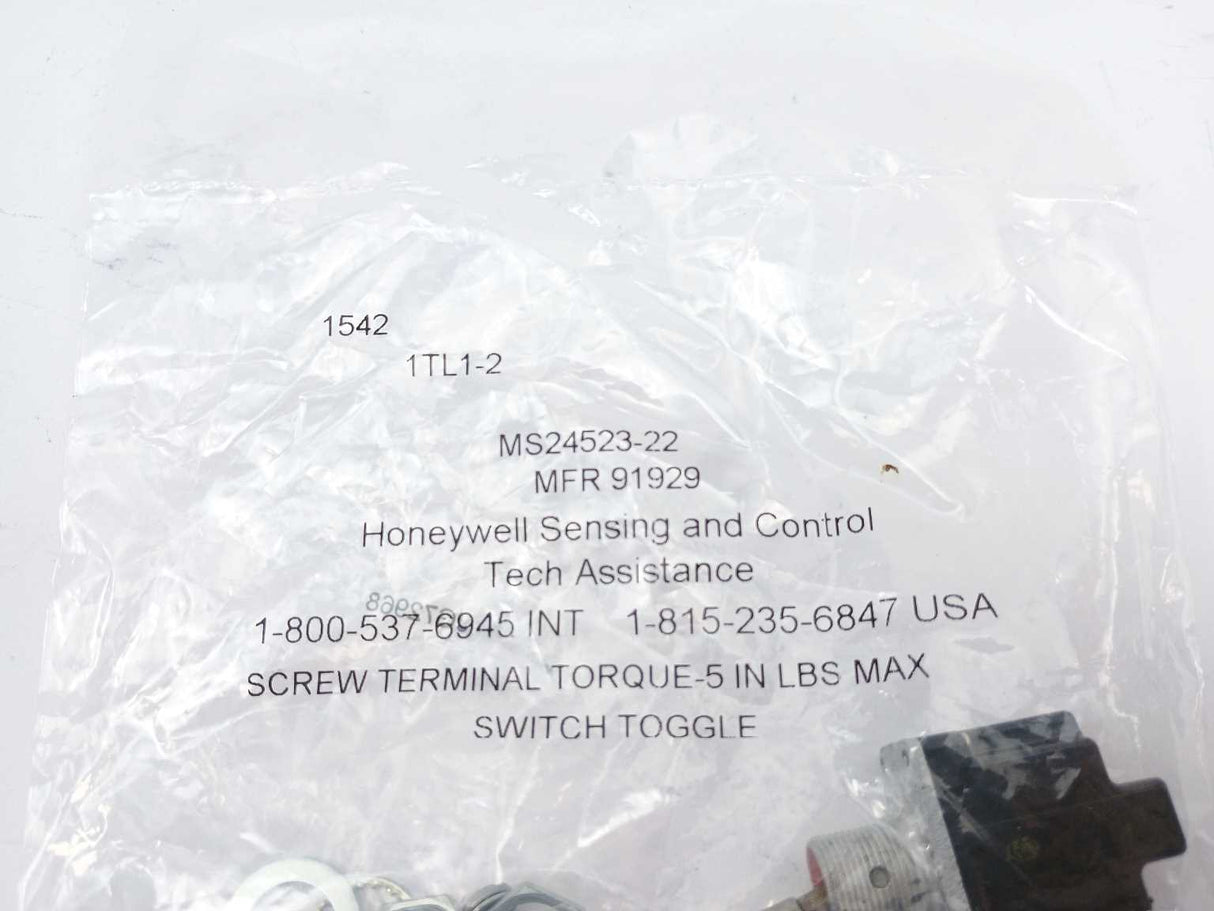 1542
1TL1-2
MS24523-22
MFR 91929
Honeywell Sensing and Control
Tech Assistance
1-800-537-6945 INT 1-815-235-6847 USA
SCREW TERMINAL TORQUE-5 IN LBS MAX
SWITCH TOGGLE